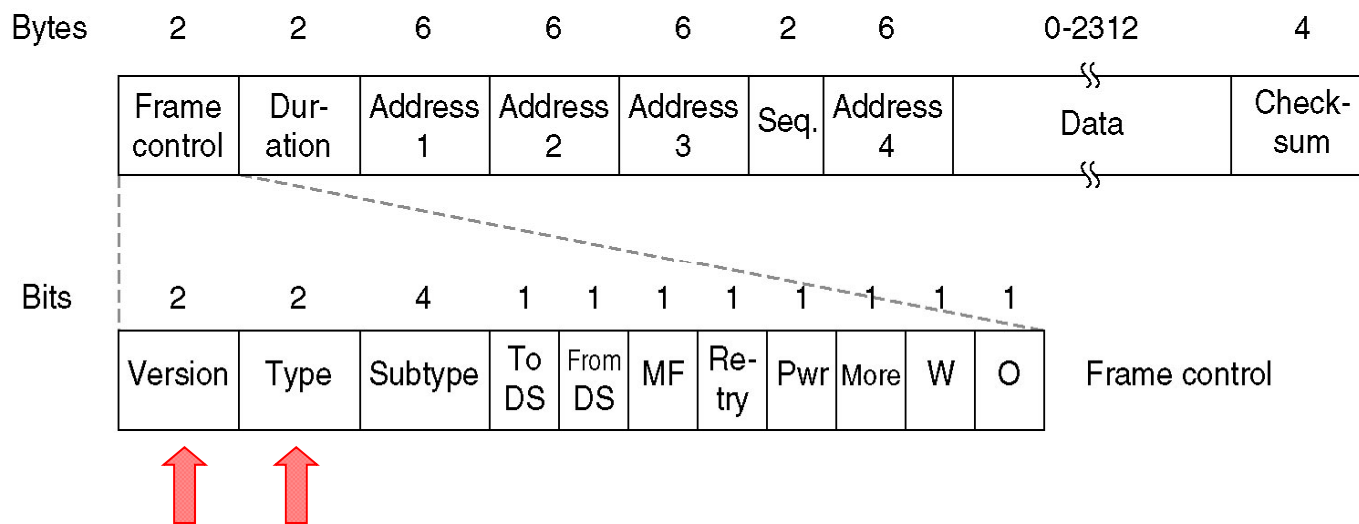 Bytes 2 2 6 6 6 2 6 0-2312 4
Frame control Dur-ation Address 1 Address 2 Address 3 Seq. Address 4 Data Check-sum
Bits 2 2 4 1 1 1 1 1 1 1 1
Version Type Subtype To DS From DS MF Re-try Pwr More W O Frame control